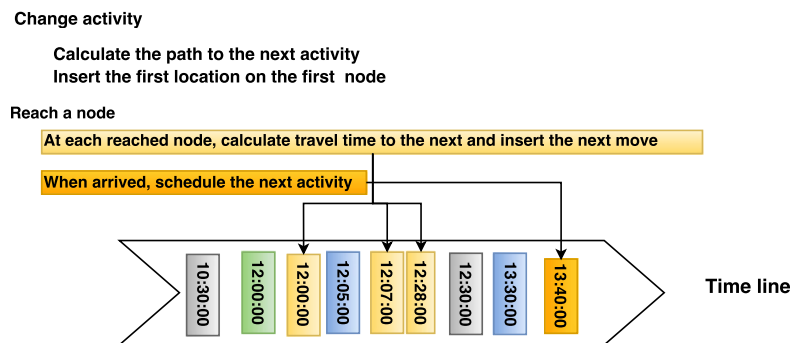 Change activity
Calculate the path to the next activity
Insert the first location on the first node
Reach a node
At each reached node, calculate travel time to the next and insert the next move
When arrived, schedule the next activity
10:30:00
12:00:00
12:00:00
12:05:00
12:07:00
12:28:00
12:30:00
13:30:00
13:40:00
Time line